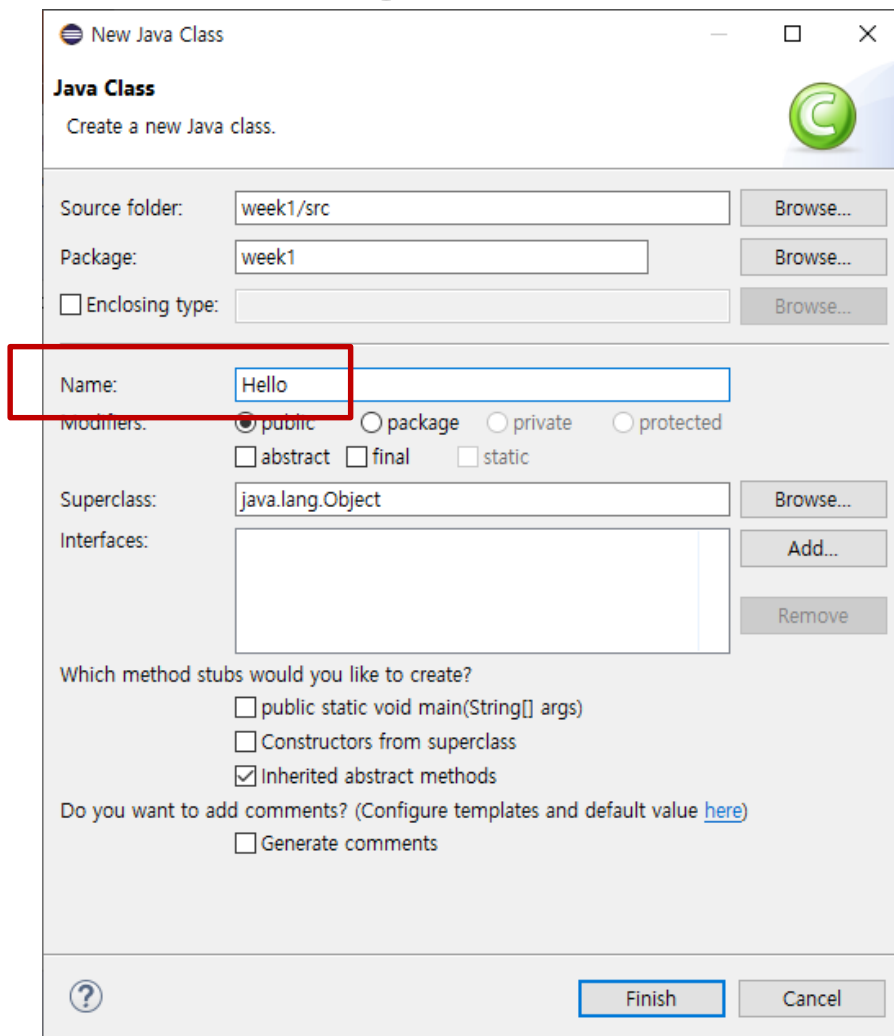 New Java Class
Java Class
Create a new Java class.
Source folder: week1/src Browse...
Package: week1 Browse...
Enclosing type: Browse...
Name: Hello
Modifiers: public package private protected
abstract final static
Superclass: java.lang.Object Browse...
Interfaces: Add...
Remove
Which method stubs would you like to create?
public static void main(String[] args)
Constructors from superclass
Inherited abstract methods
Do you want to add comments? (Configure templates and default value here)
Generate comments
? Finish Cancel